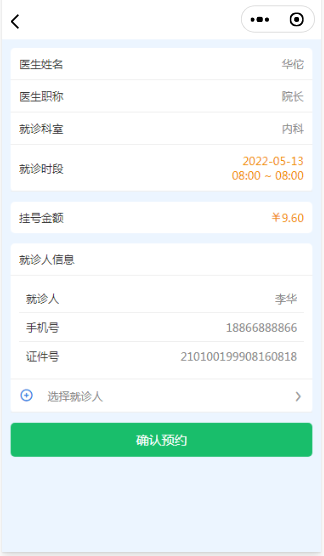 医生姓名 华佗
医生职称 院长
就诊科室 内科
就诊时段 2022-05-13
08:00 ~ 08:00
挂号金额 ￥9.60
就诊人信息
就诊人 李华
手机号 18866888866
证件号 210100199908160818
选择就诊人
确认预约